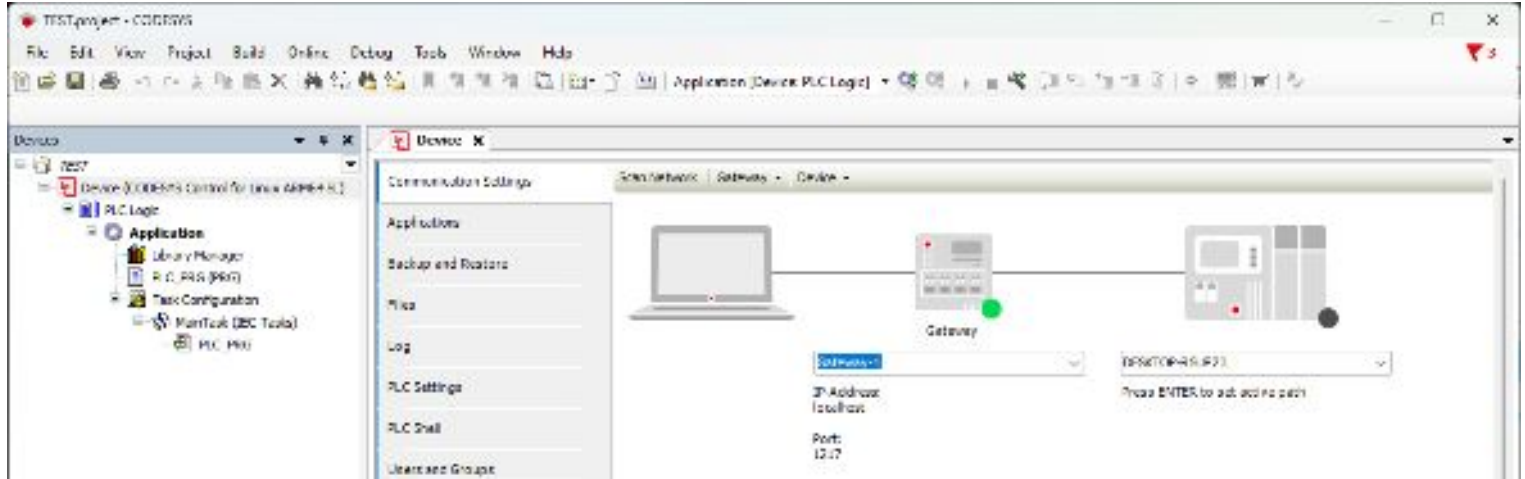 TEST.project - CODESYS
File Edit View Project Build Online Debug Tools Window Help
3
Application [Device: PLC Logic]
Devices
Device
TEST
Device (CODESYS Control for Linux ARM64 SL)
PLC Logic
Application
Library Manager
PLC_PRG (PRG)
Task Configuration
MainTask (IEC Tasks)
PLC_PRG
Communication Settings
Applications
Backup and Restore
Files
Log
PLC Settings
PLC Shell
Users and Groups
Scan Network Gateway Device
Gateway
Gateway-1
IP-Address:
localhost
Port:
1217
Press ENTER to set active path